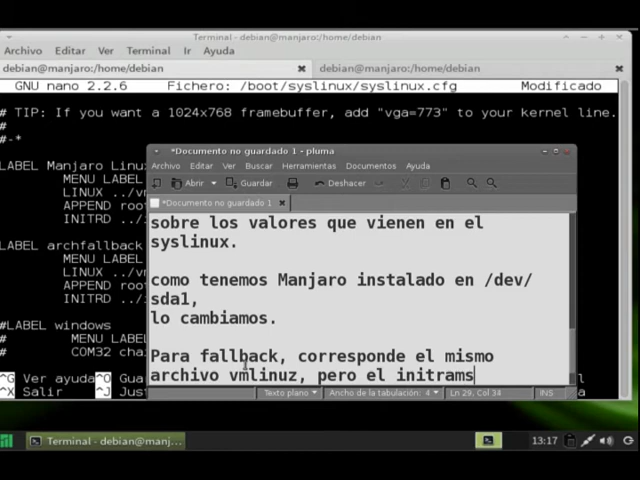 Terminal - debian@manjaro:/home/debian
Archivo Editar Ver Terminal Ir Ayuda
debian@manjaro:/home/debian debian@manjaro:/home/debian
GNU nano 2.2.6 Fichero: /boot/syslinux/syslinux.cfg Modificado
# TIP: If you want a 1024x768 framebuffer, add "vga=773" to your kernel line.
#
#-*
LABEL Manjaro Linu
MENU LABEL
LINUX ../v
APPEND roo
INITRD ../
LABEL archfallback
MENU LABEL
LINUX ../v
APPEND roo
INITRD ../
#LABEL windows
# MENU LABEL
# COM32 cha
^G Ver ayuda ^O Gua
^X Salir ^J Jus
*Documento no guardado 1 - pluma
Archivo Editar Ver Buscar Herramientas Documentos Ayuda
Abrir Guardar Deshacer
*Documento no guardado 1
sobre los valores que vienen en el
syslinux.
como tenemos Manjaro instalado en /dev/
sda1,
lo cambiamos.
Para fallback, corresponde el mismo
archivo vmlinuz, pero el initrams
Texto plano Ancho de la tabulación: 4 Ln 29, Col 34 INS
Terminal - debian@manj... 13:17